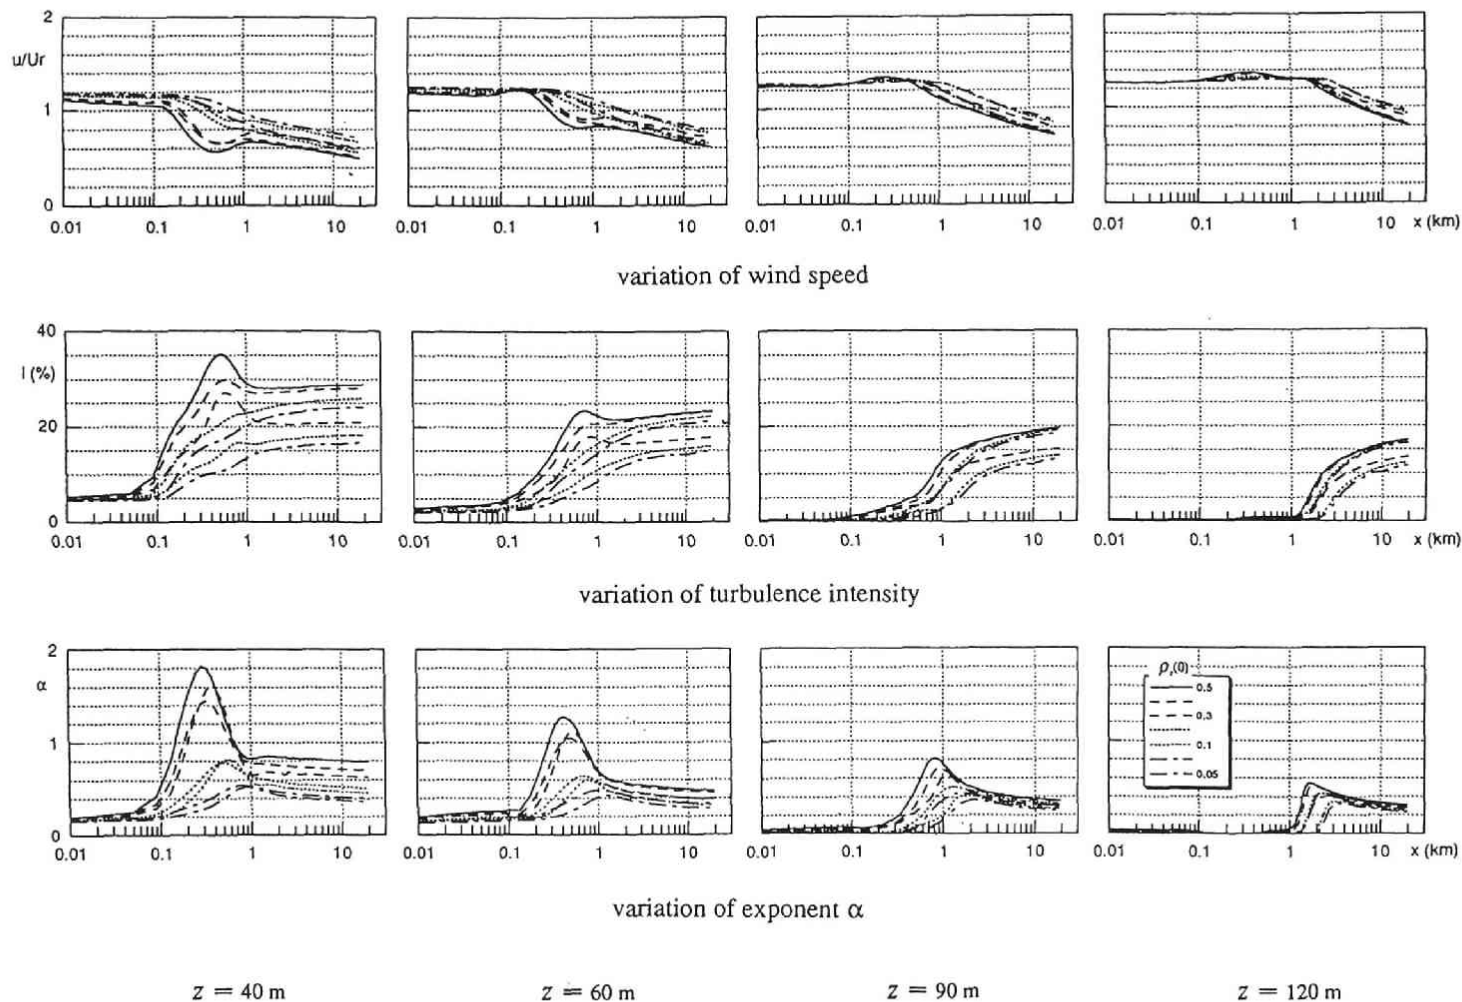 2
u/Ur
1
0
0.01 0.1 1 10 0.01 0.1 1 10 0.01 0.1 1 10 0.01 0.1 1 10 x (km)
variation of wind speed
40
I (%)
20
0
0.01 0.1 1 10 0.01 0.1 1 10 0.01 0.1 1 10 0.01 0.1 1 10 x (km)
variation of turbulence intensity
2
α
1
0
ρᵣ(0)
0.5
0.3
0.1
0.05
0.01 0.1 1 10 0.01 0.1 1 10 0.01 0.1 1 10 0.01 0.1 1 10 x (km)
variation of exponent α
z = 40 m z = 60 m z = 90 m z = 120 m